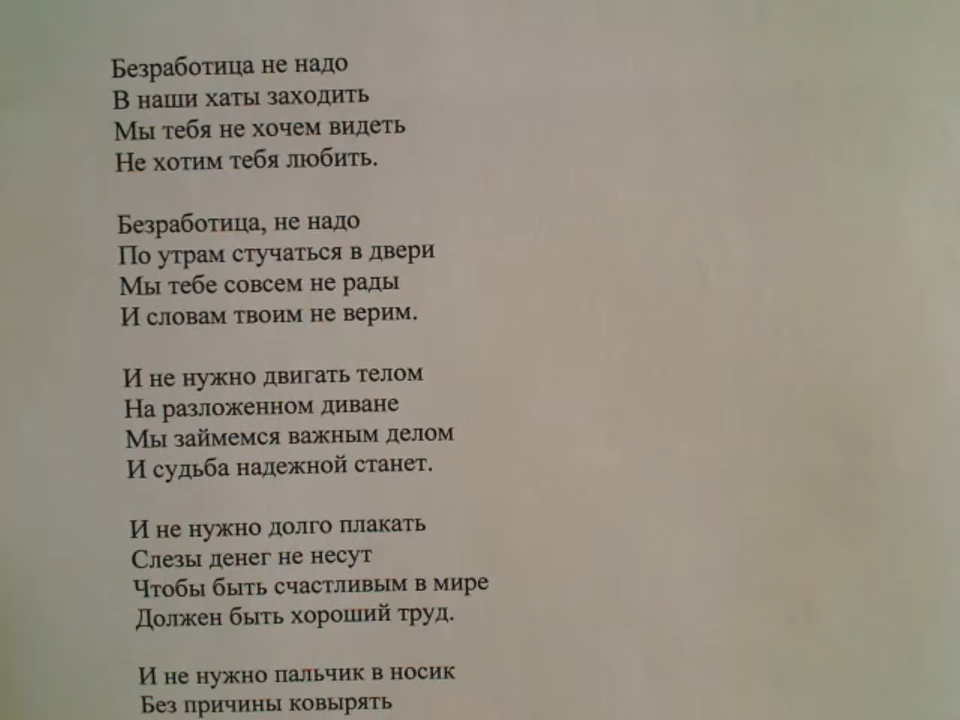 Безработица не надо
В наши хаты заходить
Мы тебя не хочем видеть
Не хотим тебя любить.

Безработица, не надо
По утрам стучаться в двери
Мы тебе совсем не рады
И словам твоим не верим.

И не нужно двигать телом
На разложенном диване
Мы займемся важным делом
И судьба надежной станет.

И не нужно долго плакать
Слезы денег не несут
Чтобы быть счастливым в мире
Должен быть хороший труд.

И не нужно пальчик в носик
Без причины ковырять